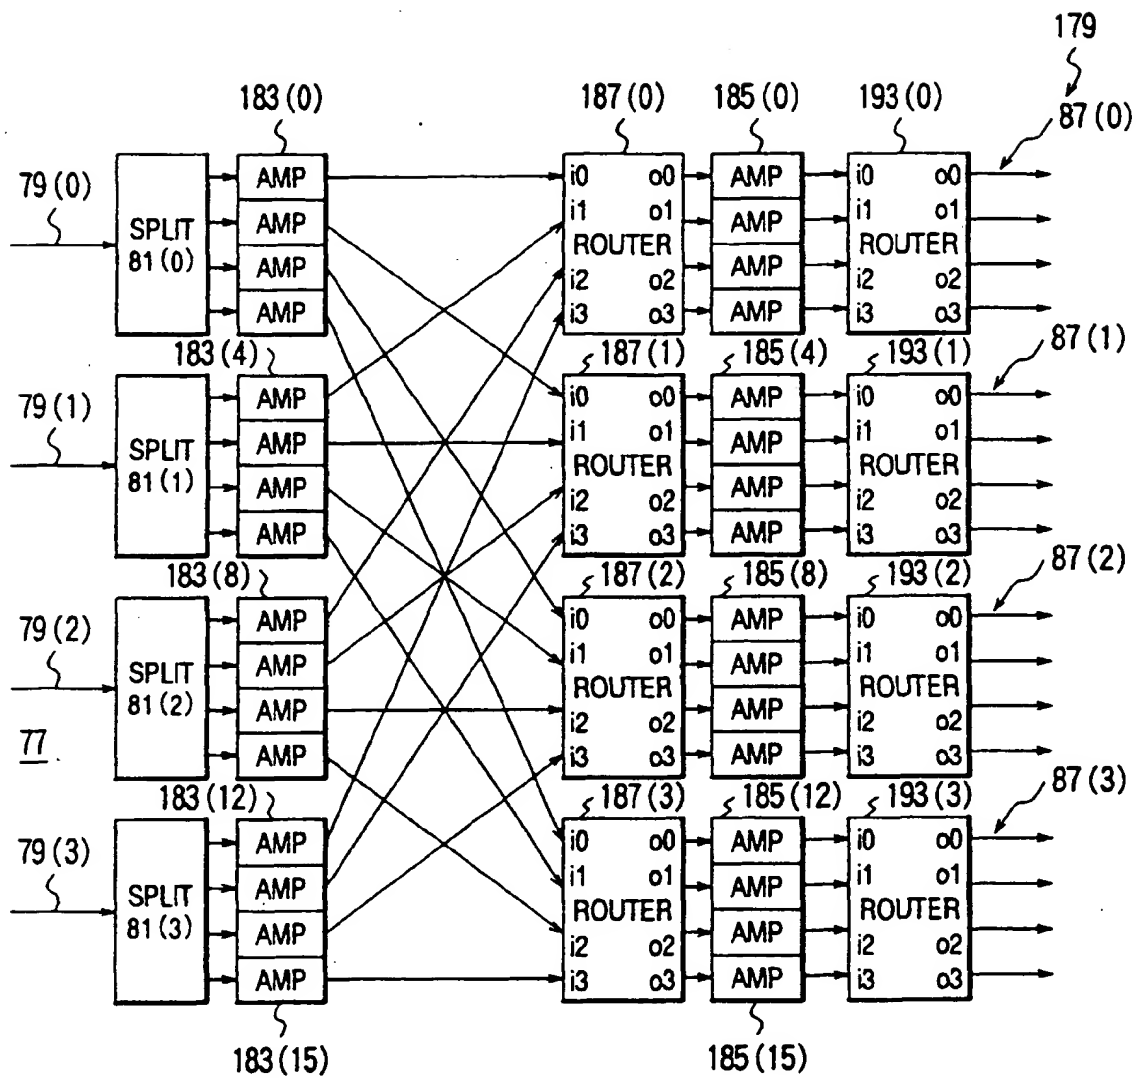 179
183(0) 187(0) 185(0) 193(0) 87(0)
79(0)
SPLIT
81(0)
AMP
AMP
AMP
AMP
i0 o0
i1 o1
ROUTER
i2 o2
i3 o3
AMP
AMP
AMP
AMP
i0 o0
i1 o1
ROUTER
i2 o2
i3 o3
183(4) 187(1) 185(4) 193(1) 87(1)
79(1)
SPLIT
81(1)
AMP
AMP
AMP
AMP
i0 o0
i1 o1
ROUTER
i2 o2
i3 o3
AMP
AMP
AMP
AMP
i0 o0
i1 o1
ROUTER
i2 o2
i3 o3
183(8) 187(2) 185(8) 193(2) 87(2)
79(2)
SPLIT
81(2)
77
AMP
AMP
AMP
AMP
i0 o0
i1 o1
ROUTER
i2 o2
i3 o3
AMP
AMP
AMP
AMP
i0 o0
i1 o1
ROUTER
i2 o2
i3 o3
183(12) 187(3) 185(12) 193(3) 87(3)
79(3)
SPLIT
81(3)
AMP
AMP
AMP
AMP
i0 o0
i1 o1
ROUTER
i2 o2
i3 o3
AMP
AMP
AMP
AMP
i0 o0
i1 o1
ROUTER
i2 o2
i3 o3
183(15) 185(15)